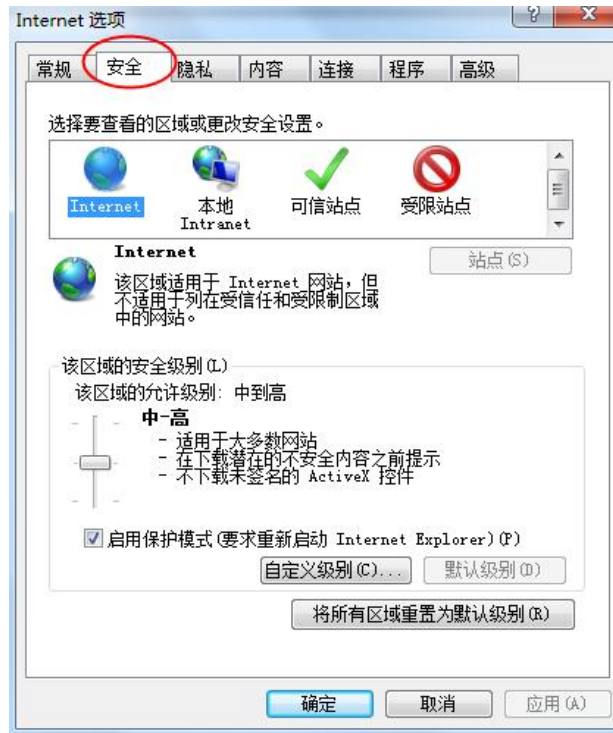 Internet 选项
常规 安全 隐私 内容 连接 程序 高级
选择要查看的区域或更改安全设置。
Internet 本地 可信站点 受限站点
Intranet
Internet
站点(S)
该区域适用于 Internet 网站，但
不适用于列在受信任和受限制区域
中的网站。
该区域的安全级别(L)
该区域的允许级别: 中到高
中-高
- 适用于大多数网站
- 在下载潜在的不安全内容之前提示
- 不下载未签名的 ActiveX 控件
启用保护模式(要求重新启动 Internet Explorer)(P)
自定义级别(C)... 默认级别(D)
将所有区域重置为默认级别(R)
确定 取消 应用(A)